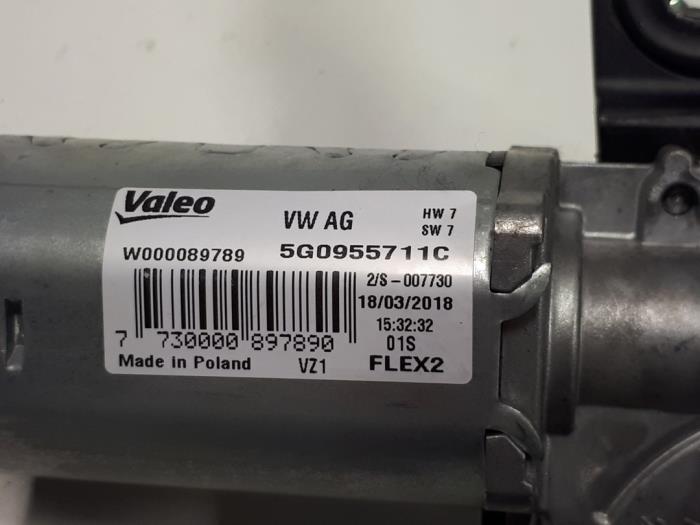 Valeo
VW AG
HW 7
SW 7
W000089789
5G0955711C
2/S-007730
18/03/2018
15:32:32
7 730000 897890
01S
Made in Poland
VZ1
FLEX2